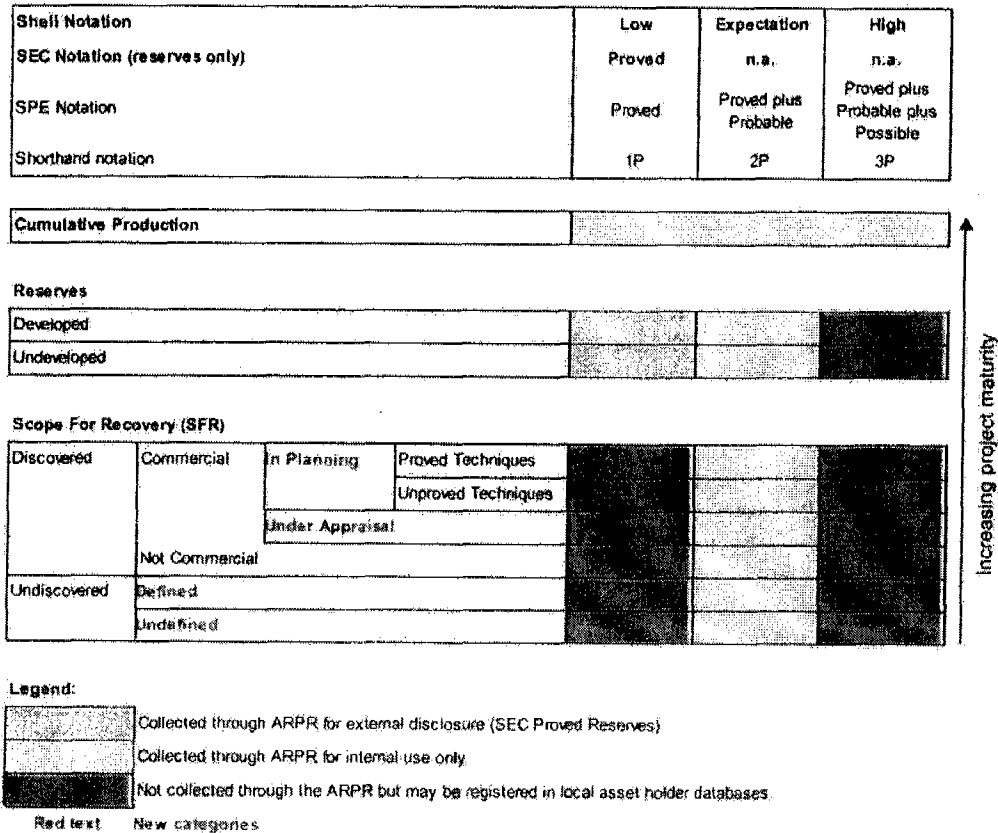 Shell Notation Low Expectation High
SEC Notation (reserves only) Proved n.a. n.a.
SPE Notation Proved Proved plus Probable Proved plus Probable plus Possible
Shorthand notation 1P 2P 3P
Cumulative Production
Reserves
Developed
Undeveloped
Increasing project maturity
Scope For Recovery (SFR)
Discovered Commercial In Planning Proved Techniques
Unproved Techniques
Under Appraisal
Not Commercial
Undiscovered Defined
Undefined
Legend:
Collected through ARPR for external disclosure (SEC Proved Reserves)
Collected through ARPR for internal use only
Not collected through the ARPR but may be registered in local asset holder databases.
Red text New categories